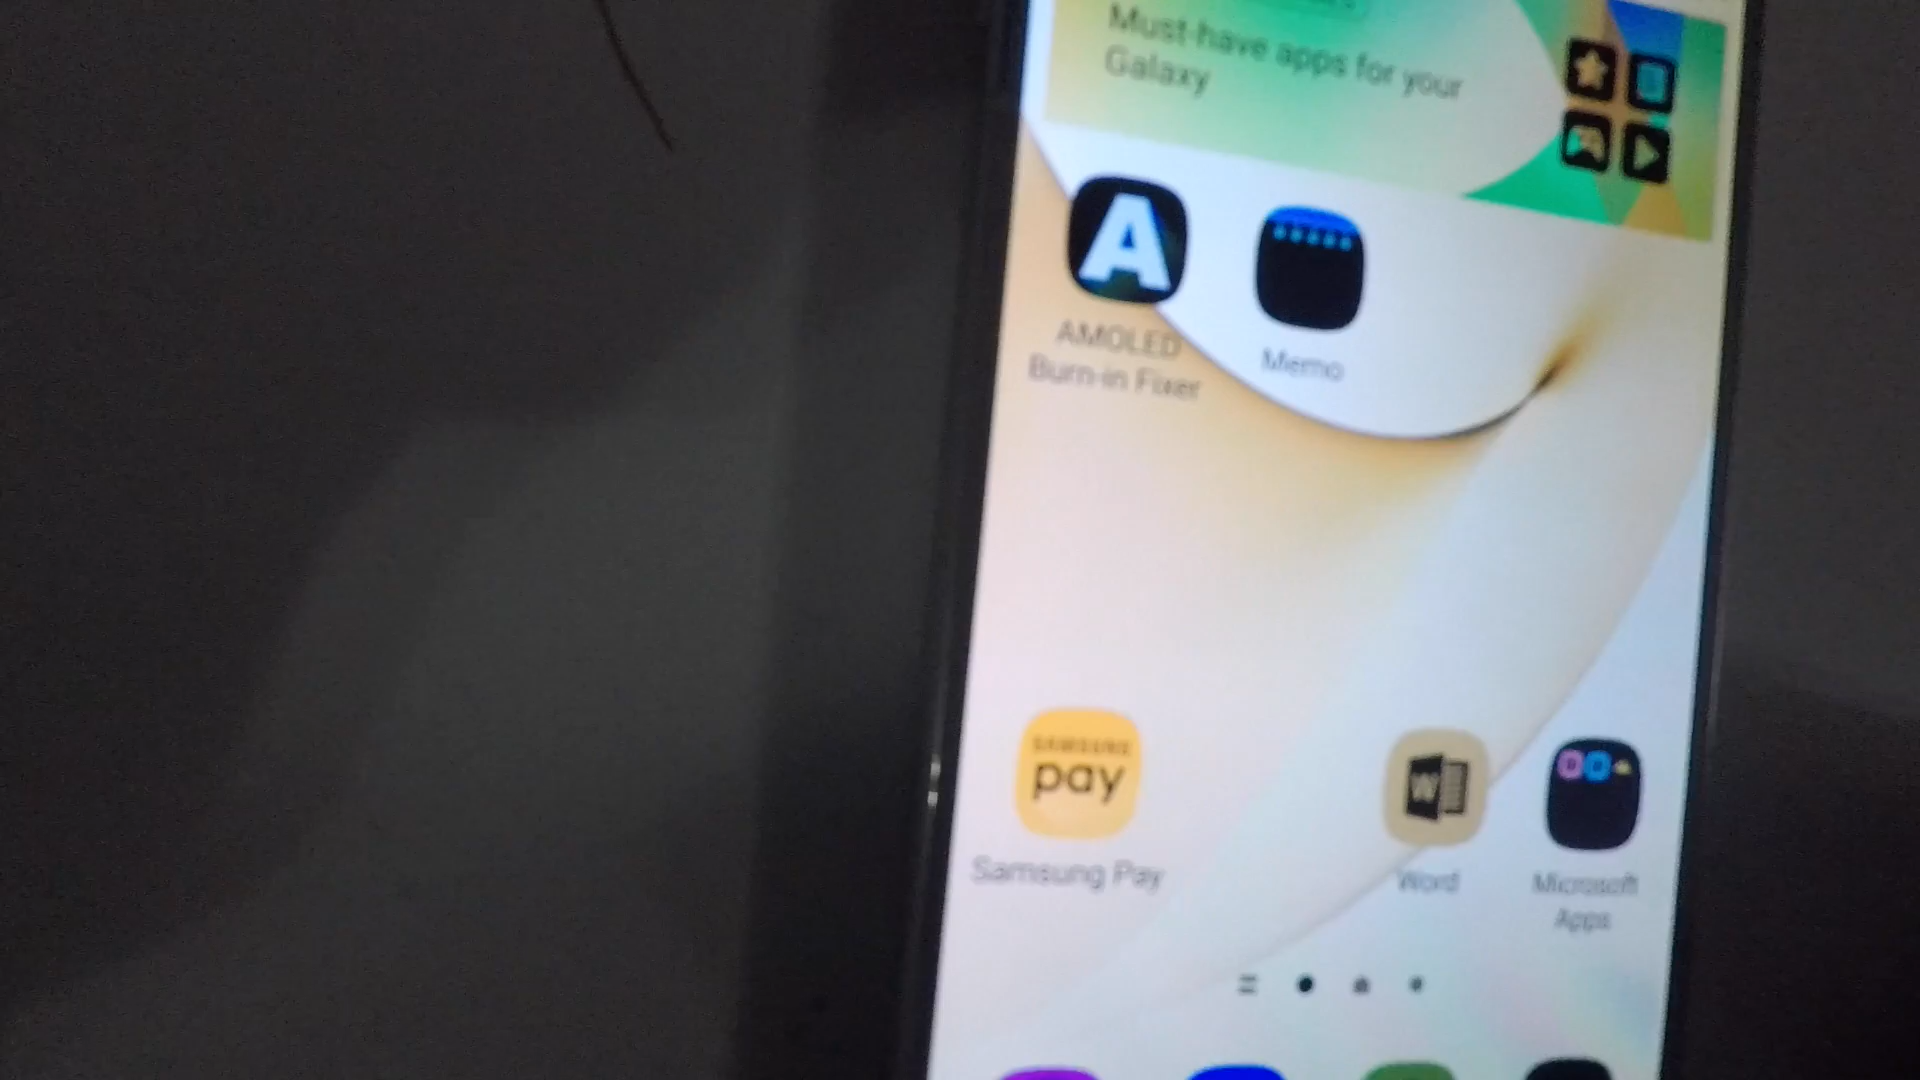 Must-have apps for your
Galaxy
A
AMOLED
Burn-in Fixer
Memo
SAMSUNG
pay
Samsung Pay
W
Word
Microsoft
Apps